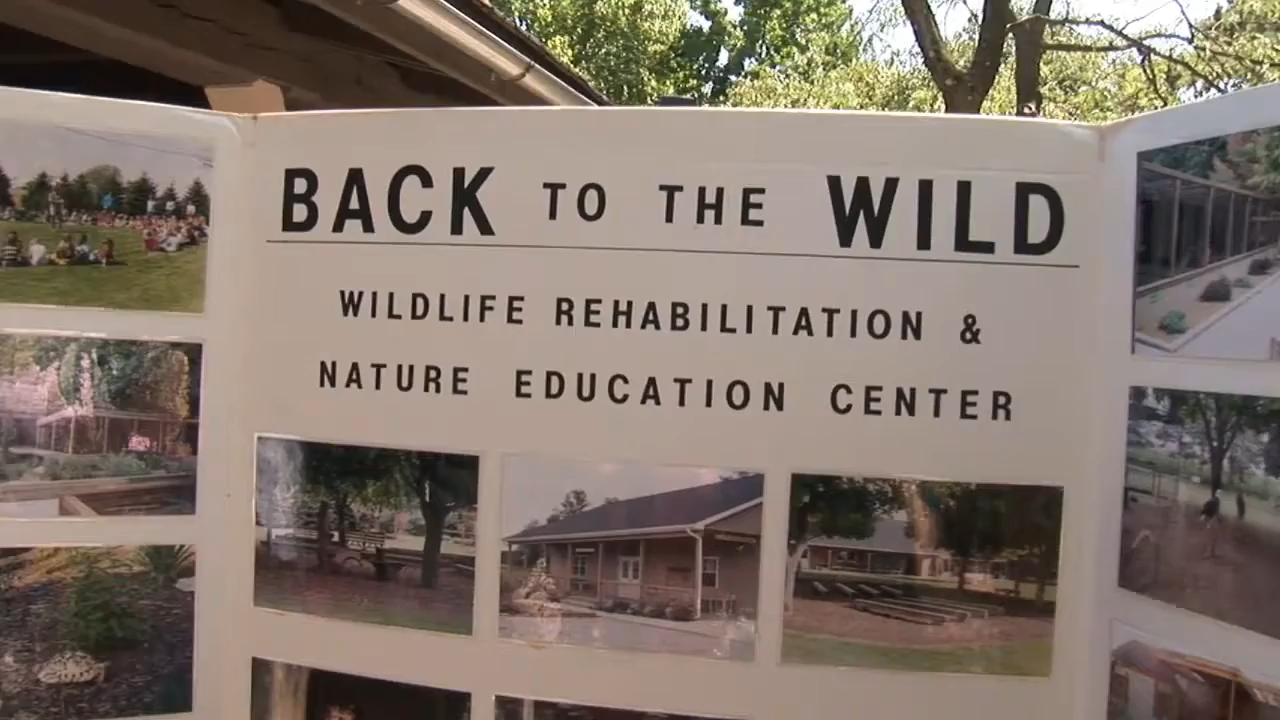 BACK TO THE WILD
WILDLIFE REHABILITATION &
NATURE EDUCATION CENTER